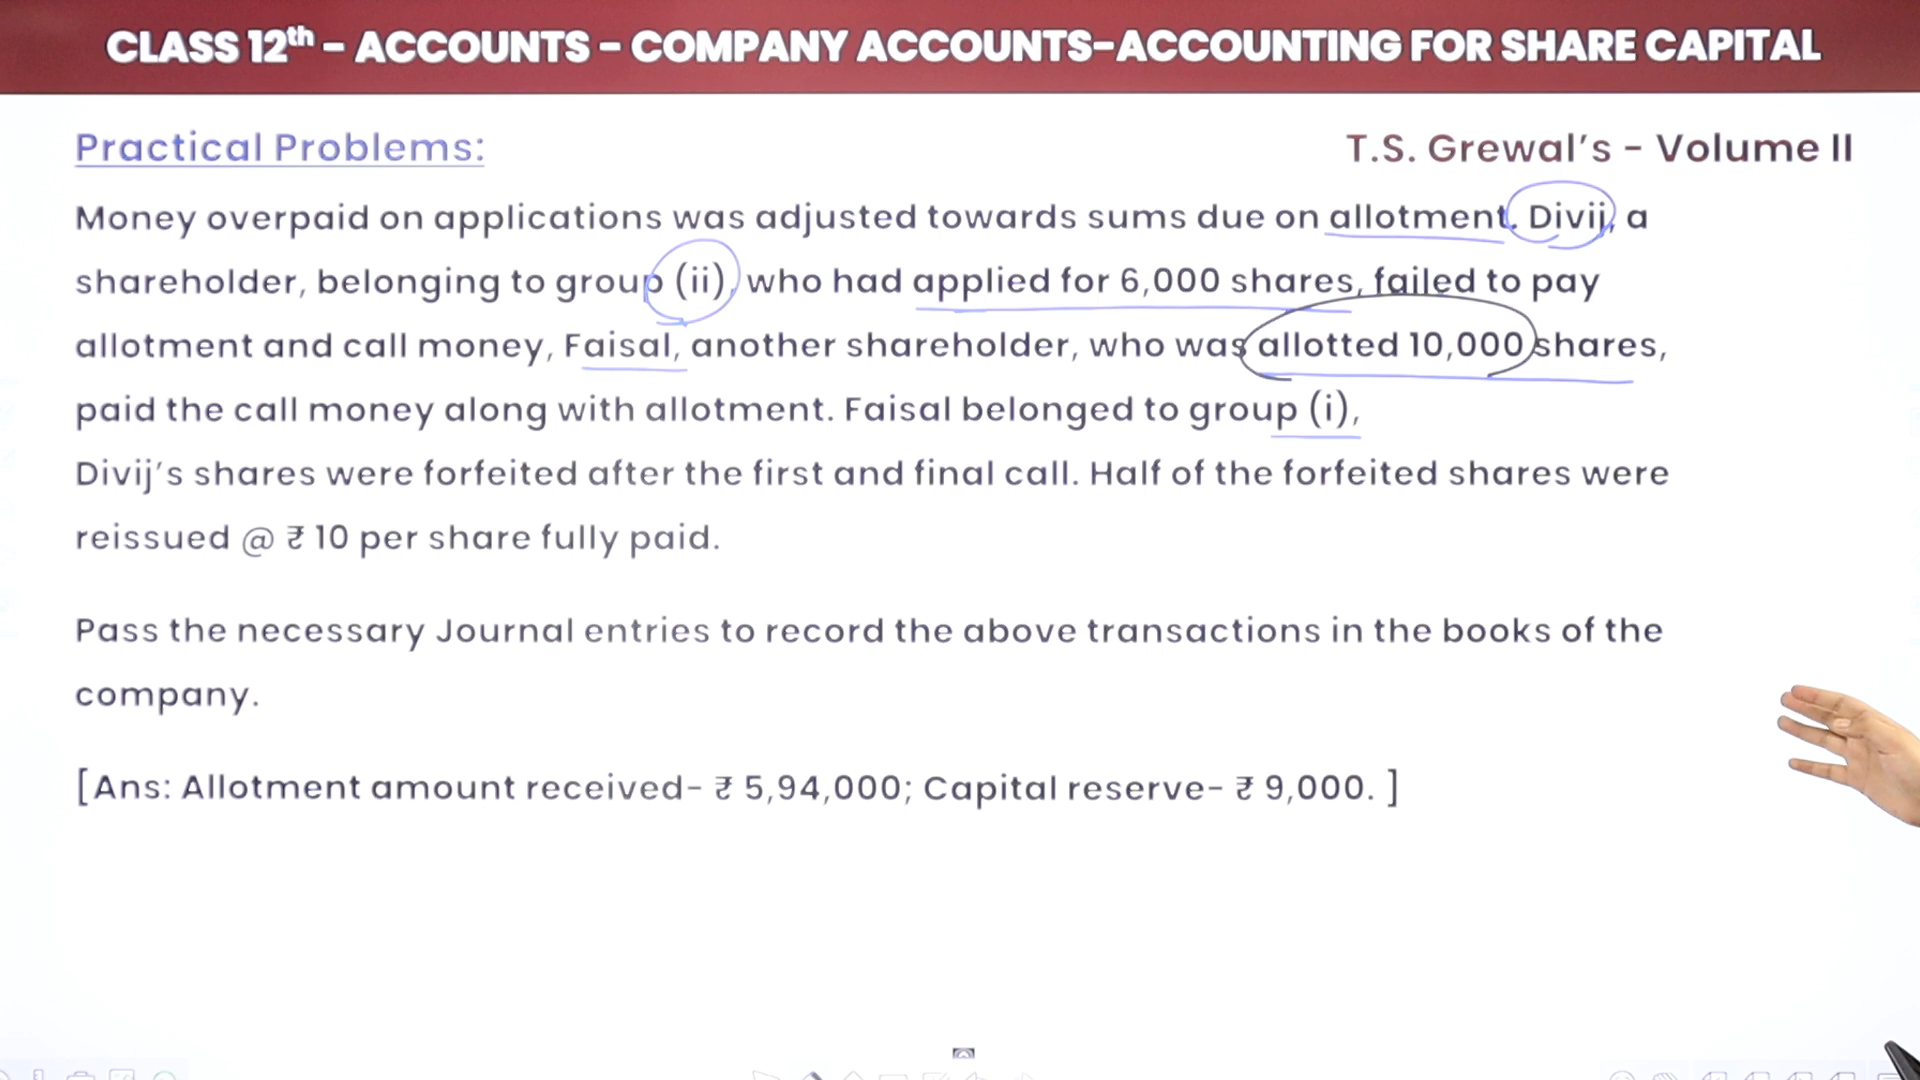 CLASS 12th - ACCOUNTS - COMPANY ACCOUNTS-ACCOUNTING FOR SHARE CAPITAL
Practical Problems:
T.S. Grewal's - Volume II
Money overpaid on applications was adjusted towards sums due on allotment. Divij, a
shareholder, belonging to group (ii), who had applied for 6,000 shares, failed to pay
allotment and call money, Faisal, another shareholder, who was allotted 10,000 shares,
paid the call money along with allotment. Faisal belonged to group (i),
Divij's shares were forfeited after the first and final call. Half of the forfeited shares were
reissued @ ₹ 10 per share fully paid.
Pass the necessary Journal entries to record the above transactions in the books of the
company.
[Ans: Allotment amount received- ₹ 5,94,000; Capital reserve- ₹ 9,000. ]